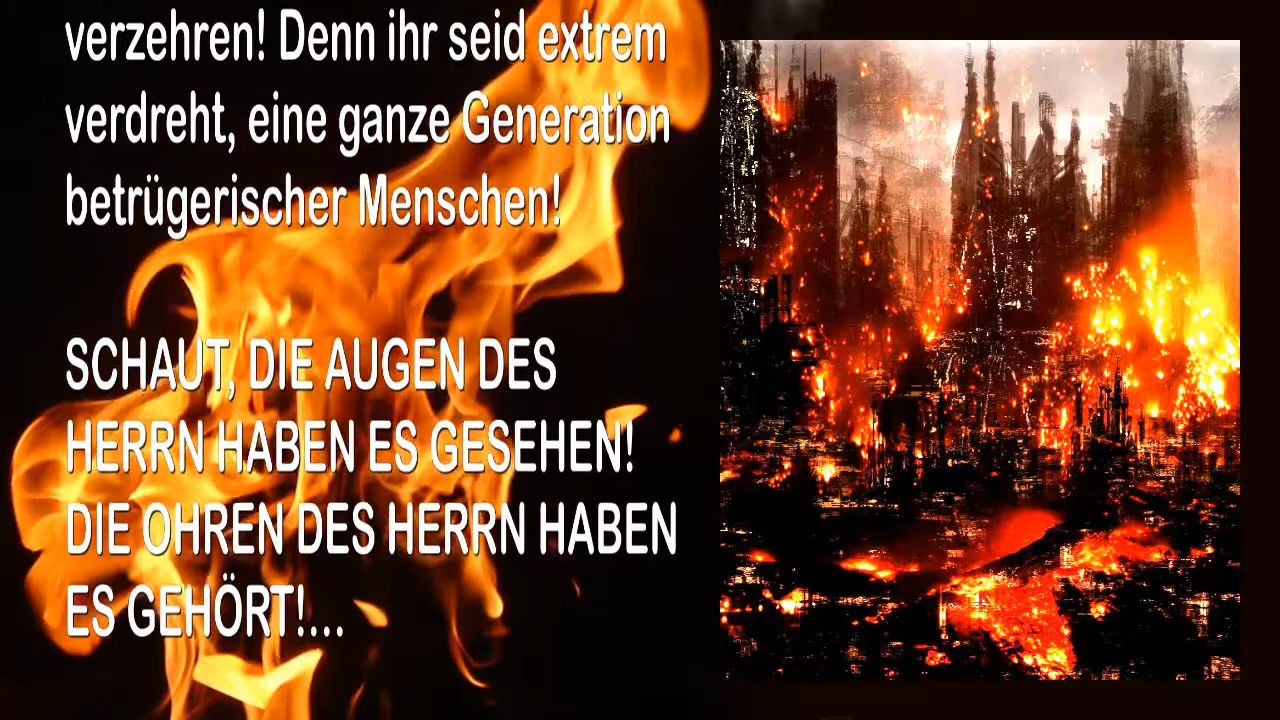 verzehren! Denn ihr seid extrem
verdreht, eine ganze Generation
betrügerischer Menschen!
SCHAUT, DIE AUGEN DES
HERRN HABEN ES GESEHEN!
DIE OHREN DES HERRN HABEN
ES GEHÖRT!...